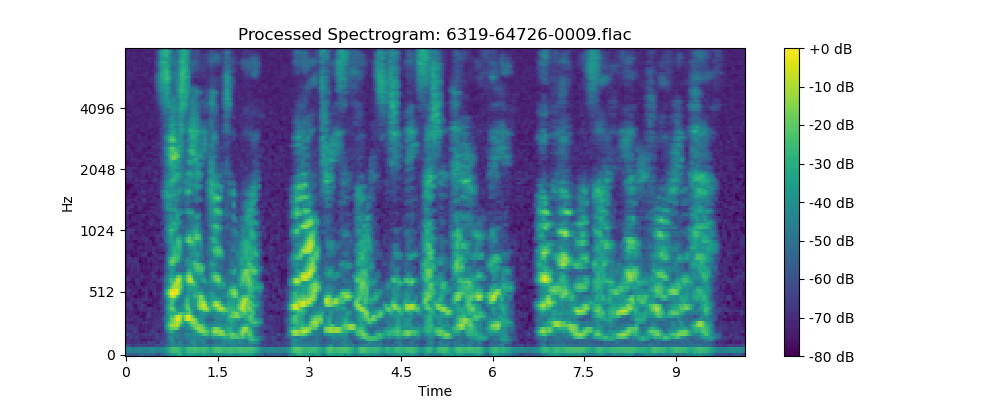 Processed Spectrogram: 6319-64726-0009.flac
Hz
4096
2048
1024
512
0
0 1.5 3 4.5 6 7.5 9
Time
+0 dB
-10 dB
-20 dB
-30 dB
-40 dB
-50 dB
-60 dB
-70 dB
-80 dB